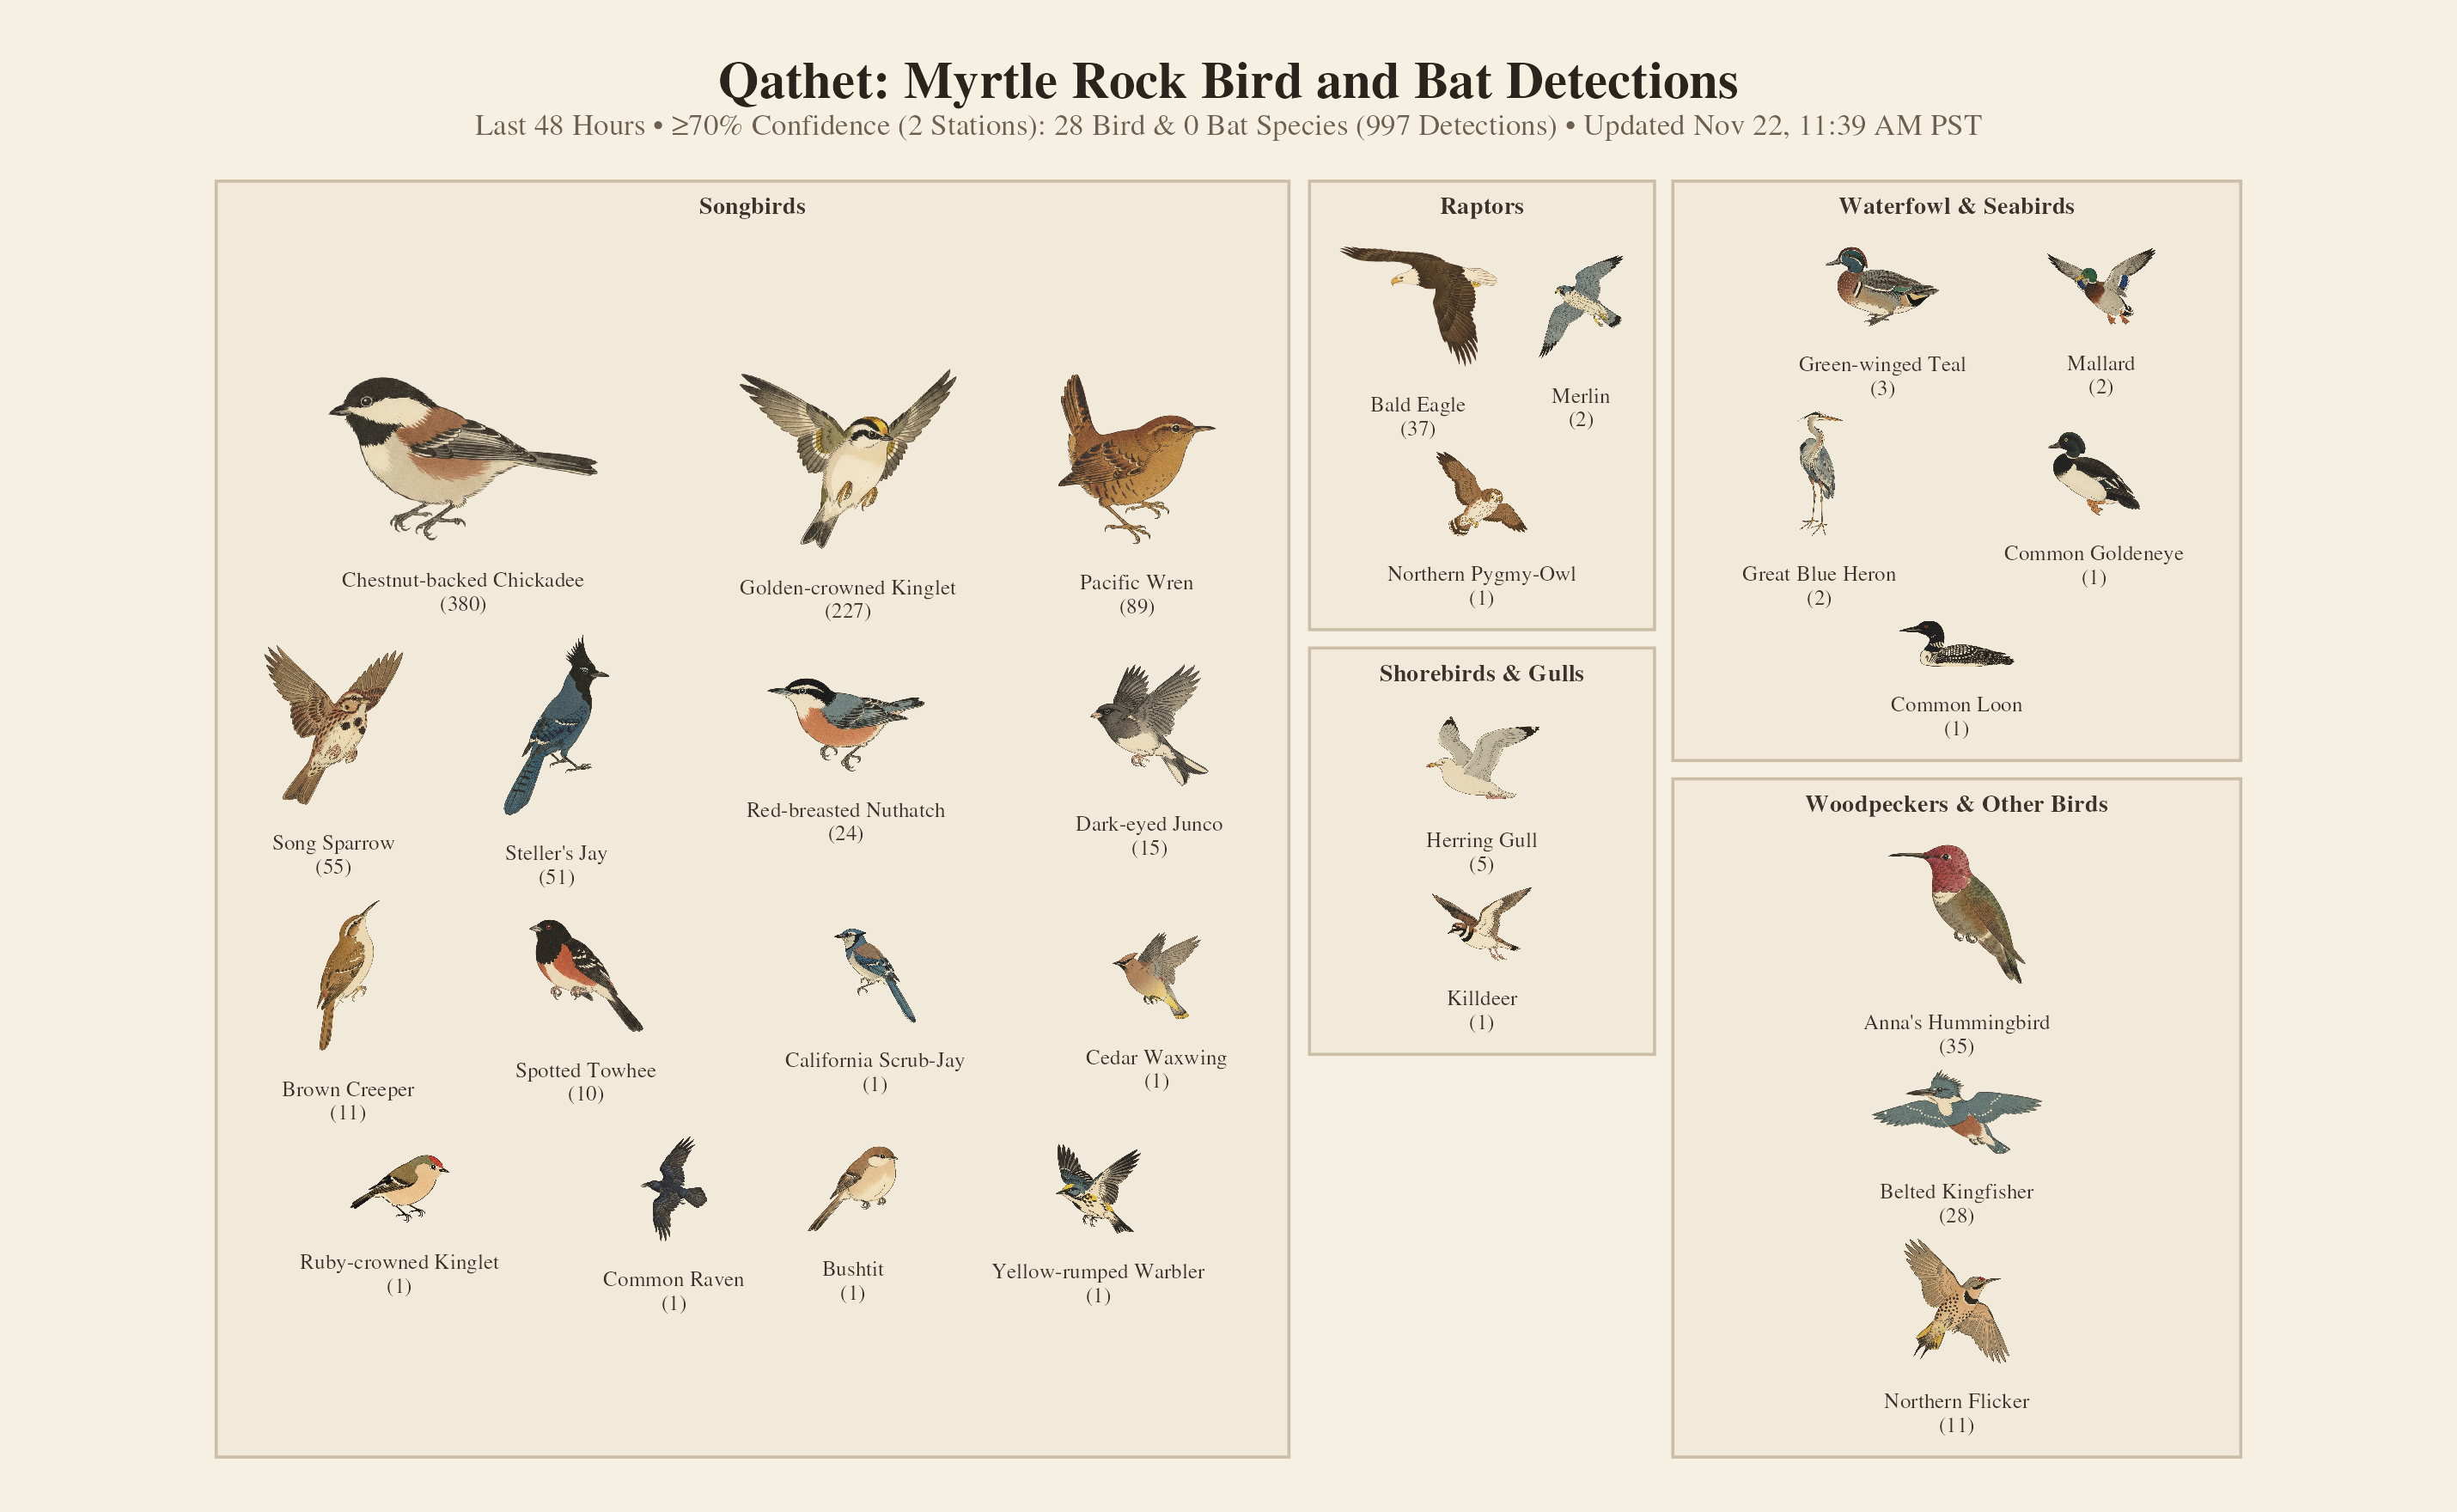 Qathet: Myrtle Rock Bird and Bat Detections
Last 48 Hours • ≥70% Confidence (2 Stations): 28 Bird & 0 Bat Species (997 Detections) • Updated Nov 22, 11:39 AM PST
Songbirds
Chestnut-backed Chickadee
(380)
Golden-crowned Kinglet
(227)
Pacific Wren
(89)
Song Sparrow
(55)
Steller's Jay
(51)
Red-breasted Nuthatch
(24)
Dark-eyed Junco
(15)
Brown Creeper
(11)
Spotted Towhee
(10)
California Scrub-Jay
(1)
Cedar Waxwing
(1)
Ruby-crowned Kinglet
(1)
Common Raven
(1)
Bushtit
(1)
Yellow-rumped Warbler
(1)
Raptors
Bald Eagle
(37)
Merlin
(2)
Northern Pygmy-Owl
(1)
Shorebirds & Gulls
Herring Gull
(5)
Killdeer
(1)
Waterfowl & Seabirds
Green-winged Teal
(3)
Mallard
(2)
Great Blue Heron
(2)
Common Goldeneye
(1)
Common Loon
(1)
Woodpeckers & Other Birds
Anna's Hummingbird
(35)
Belted Kingfisher
(28)
Northern Flicker
(11)